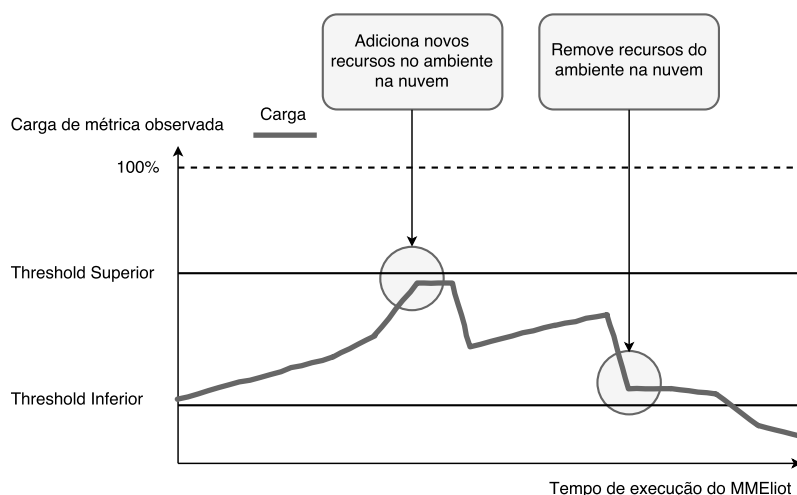 Adiciona novos
recursos no ambiente
na nuvem
Remove recursos do
ambiente na nuvem
Carga de métrica observada
Carga
100%
Threshold Superior
Threshold Inferior
Tempo de execução do MMEliot